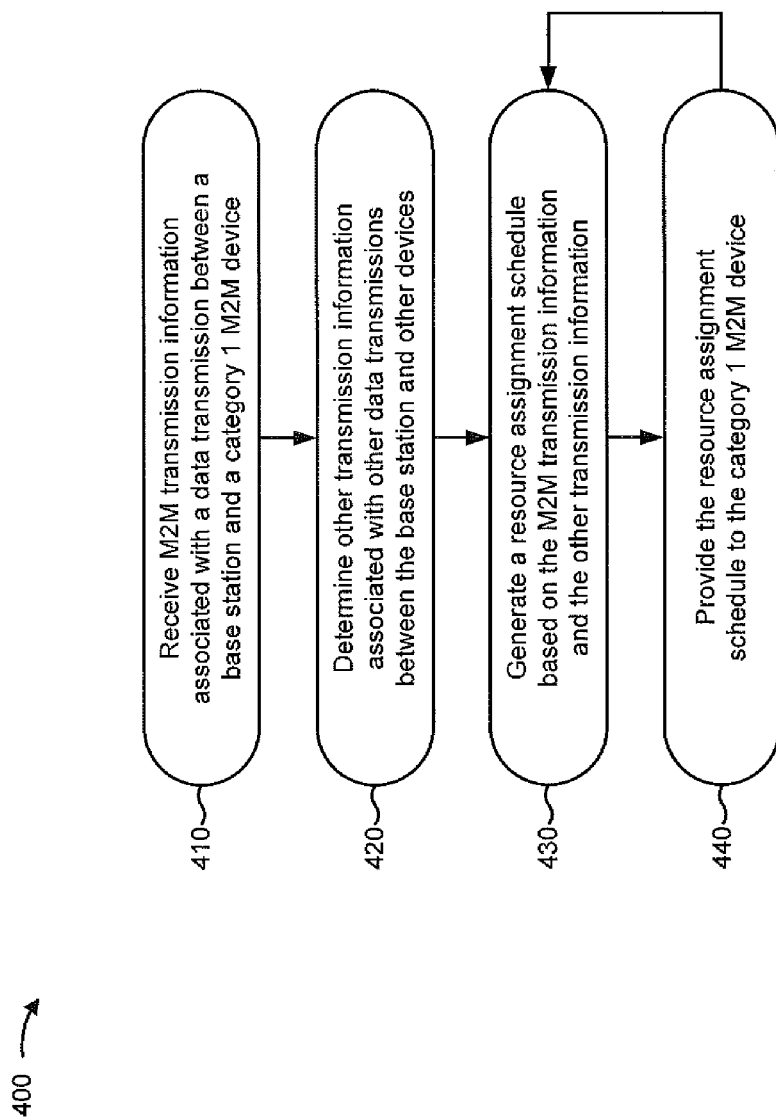 400
410
Receive M2M transmission information
associated with a data transmission between a
base station and a category 1 M2M device
420
Determine other transmission information
associated with other data transmissions
between the base station and other devices
430
Generate a resource assignment schedule
based on the M2M transmission information
and the other transmission information
440
Provide the resource assignment
schedule to the category 1 M2M device